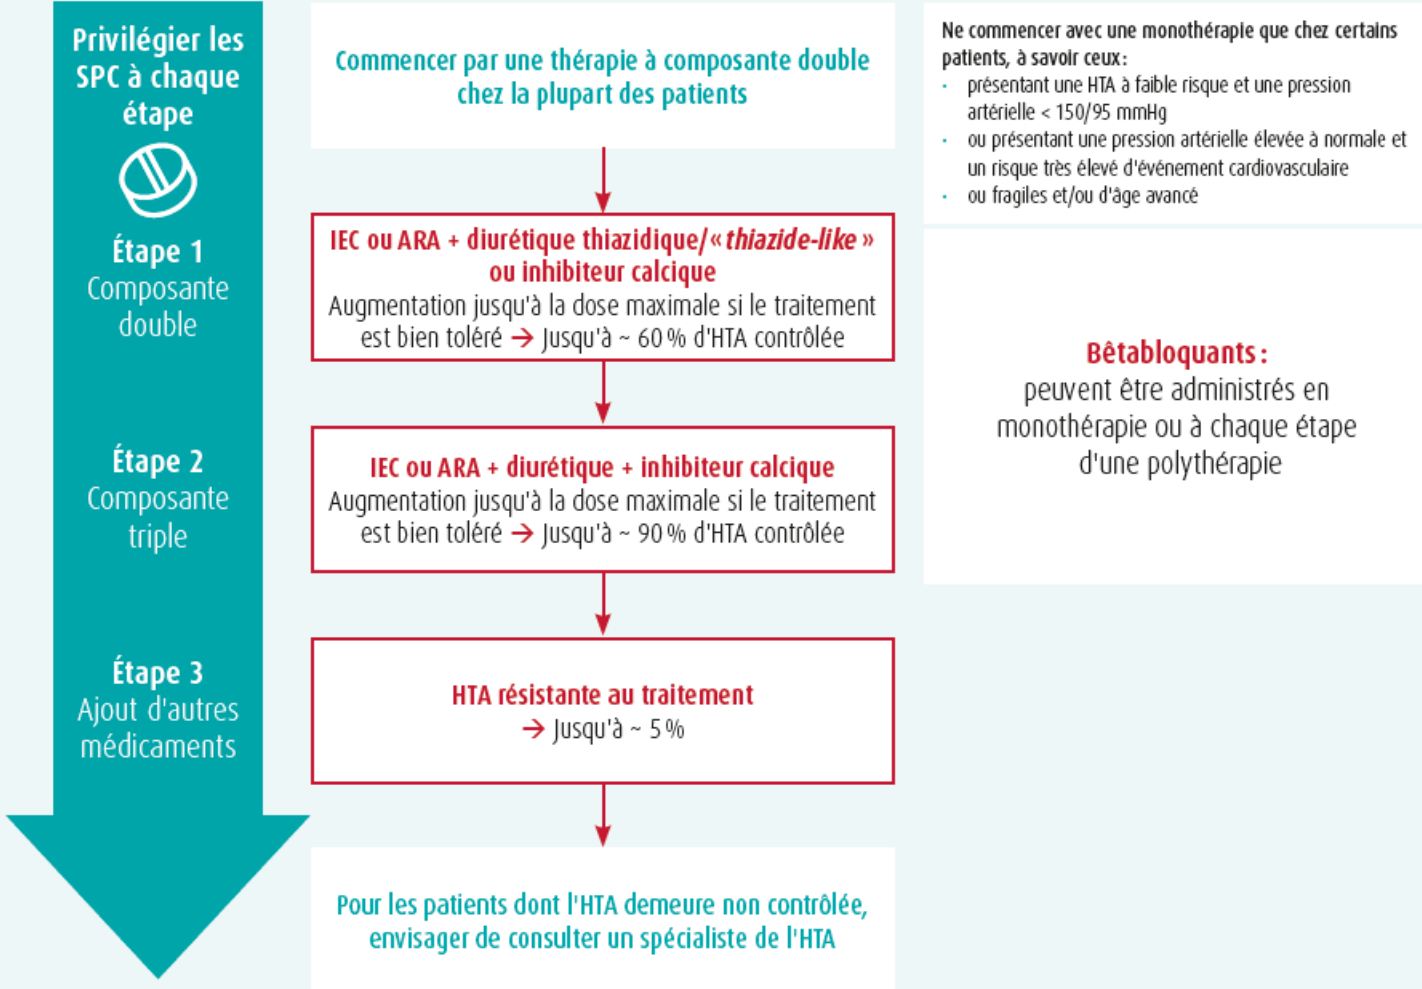 Privilégier les
SPC à chaque
étape
Étape 1
Composante
double
Étape 2
Composante
triple
Étape 3
Ajout d'autres
médicaments
Commencer par une thérapie à composante double
chez la plupart des patients
IEC ou ARA + diurétique thiazidique/« thiazide-like »
ou inhibiteur calcique
Augmentation jusqu'à la dose maximale si le traitement
est bien toléré → Jusqu'à ~ 60 % d'HTA contrôlée
IEC ou ARA + diurétique + inhibiteur calcique
Augmentation jusqu'à la dose maximale si le traitement
est bien toléré → Jusqu'à ~ 90 % d'HTA contrôlée
HTA résistante au traitement
→ Jusqu'à ~ 5 %
Pour les patients dont l'HTA demeure non contrôlée,
envisager de consulter un spécialiste de l'HTA
Ne commencer avec une monothérapie que chez certains
patients, à savoir ceux :
· présentant une HTA à faible risque et une pression
artérielle < 150/95 mmHg
· ou présentant une pression artérielle élevée à normale et
un risque très élevé d'événement cardiovasculaire
· ou fragiles et/ou d'âge avancé
Bêtabloquants :
peuvent être administrés en
monothérapie ou à chaque étape
d'une polythérapie